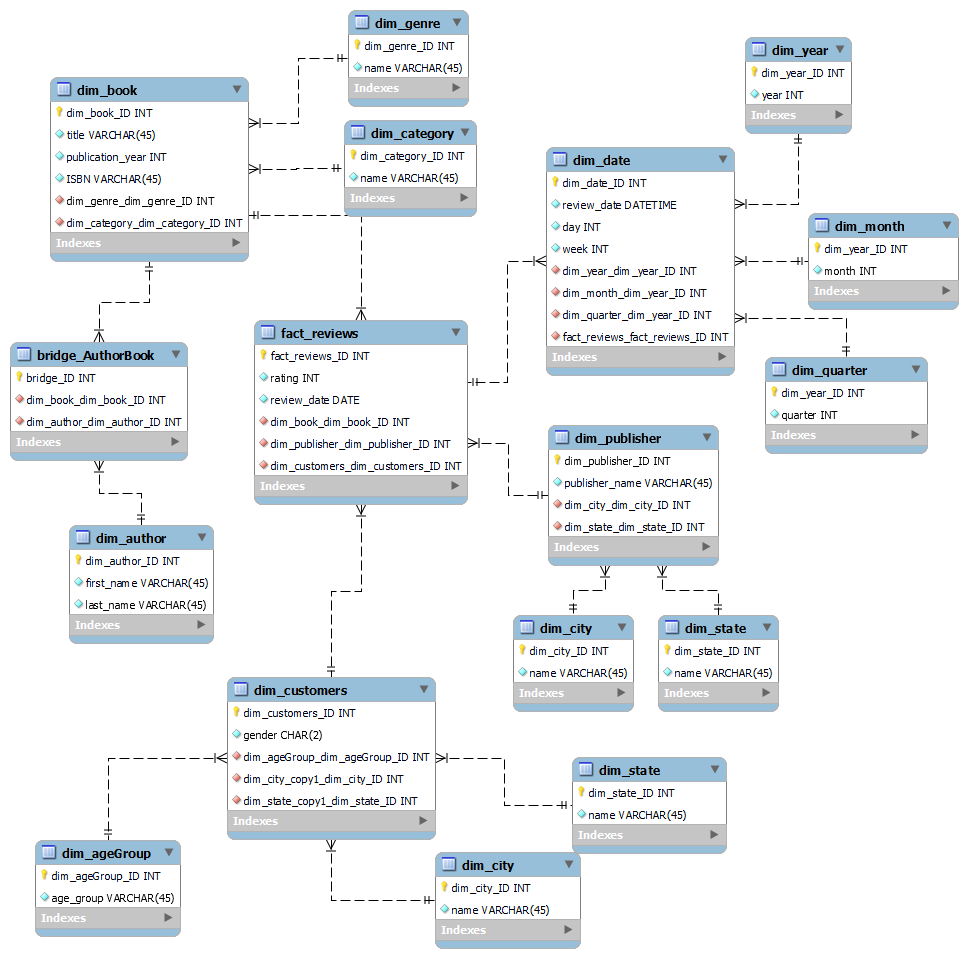 dim_genre
dim_genre_ID INT
name VARCHAR(45)
Indexes
dim_year
dim_year_ID INT
year INT
Indexes
dim_book
dim_book_ID INT
title VARCHAR(45)
publication_year INT
ISBN VARCHAR(45)
dim_genre_dim_genre_ID INT
dim_category_dim_category_ID INT
Indexes
dim_category
dim_category_ID INT
name VARCHAR(45)
Indexes
dim_date
dim_date_ID INT
review_date DATETIME
day INT
week INT
dim_year_dim_year_ID INT
dim_month_dim_year_ID INT
dim_quarter_dim_year_ID INT
fact_reviews_fact_reviews_ID INT
Indexes
dim_month
dim_year_ID INT
month INT
Indexes
fact_reviews
fact_reviews_ID INT
rating INT
review_date DATE
dim_book_dim_book_ID INT
dim_publisher_dim_publisher_ID INT
dim_customers_dim_customers_ID INT
Indexes
bridge_AuthorBook
bridge_ID INT
dim_book_dim_book_ID INT
dim_author_dim_author_ID INT
Indexes
dim_quarter
dim_year_ID INT
quarter INT
Indexes
dim_publisher
dim_publisher_ID INT
publisher_name VARCHAR(45)
dim_city_dim_city_ID INT
dim_state_dim_state_ID INT
Indexes
dim_author
dim_author_ID INT
first_name VARCHAR(45)
last_name VARCHAR(45)
Indexes
dim_city
dim_city_ID INT
name VARCHAR(45)
Indexes
dim_state
dim_state_ID INT
name VARCHAR(45)
Indexes
dim_customers
dim_customers_ID INT
gender CHAR(2)
dim_ageGroup_dim_ageGroup_ID INT
dim_city_copy1_dim_city_ID INT
dim_state_copy1_dim_state_ID INT
Indexes
dim_state
dim_state_ID INT
name VARCHAR(45)
Indexes
dim_ageGroup
dim_ageGroup_ID INT
age_group VARCHAR(45)
Indexes
dim_city
dim_city_ID INT
name VARCHAR(45)
Indexes